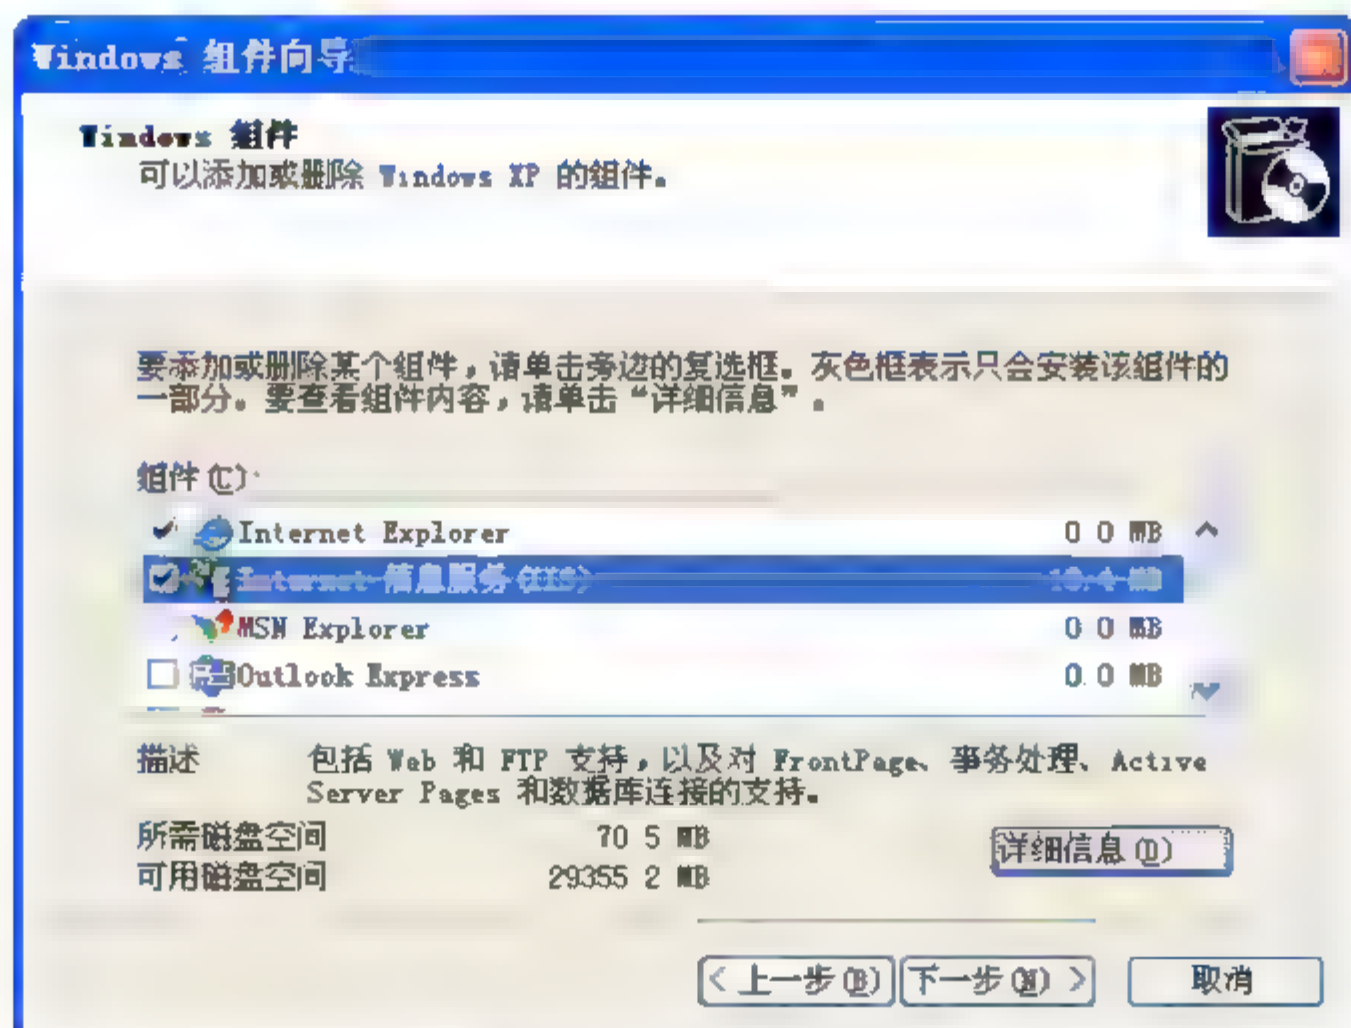 Windows 组件向导
Windows 组件
可以添加或删除 Windows XP 的组件。
要添加或删除某个组件，请单击旁边的复选框。灰色框表示只会安装该组件的
一部分。要查看组件内容，请单击“详细信息”。
组件(C):
Internet Explorer 0 0 MB
Internet 信息服务(IIS)
MSN Explorer 0 0 MB
Outlook Express 0.0 MB
描述 包括 Web 和 FTP 支持，以及对 FrontPage、事务处理、Active
Server Pages 和数据库连接的支持。
所需磁盘空间 70 5 MB
可用磁盘空间 29355 2 MB
详细信息(D)
< 上一步(B) 下一步(N) > 取消